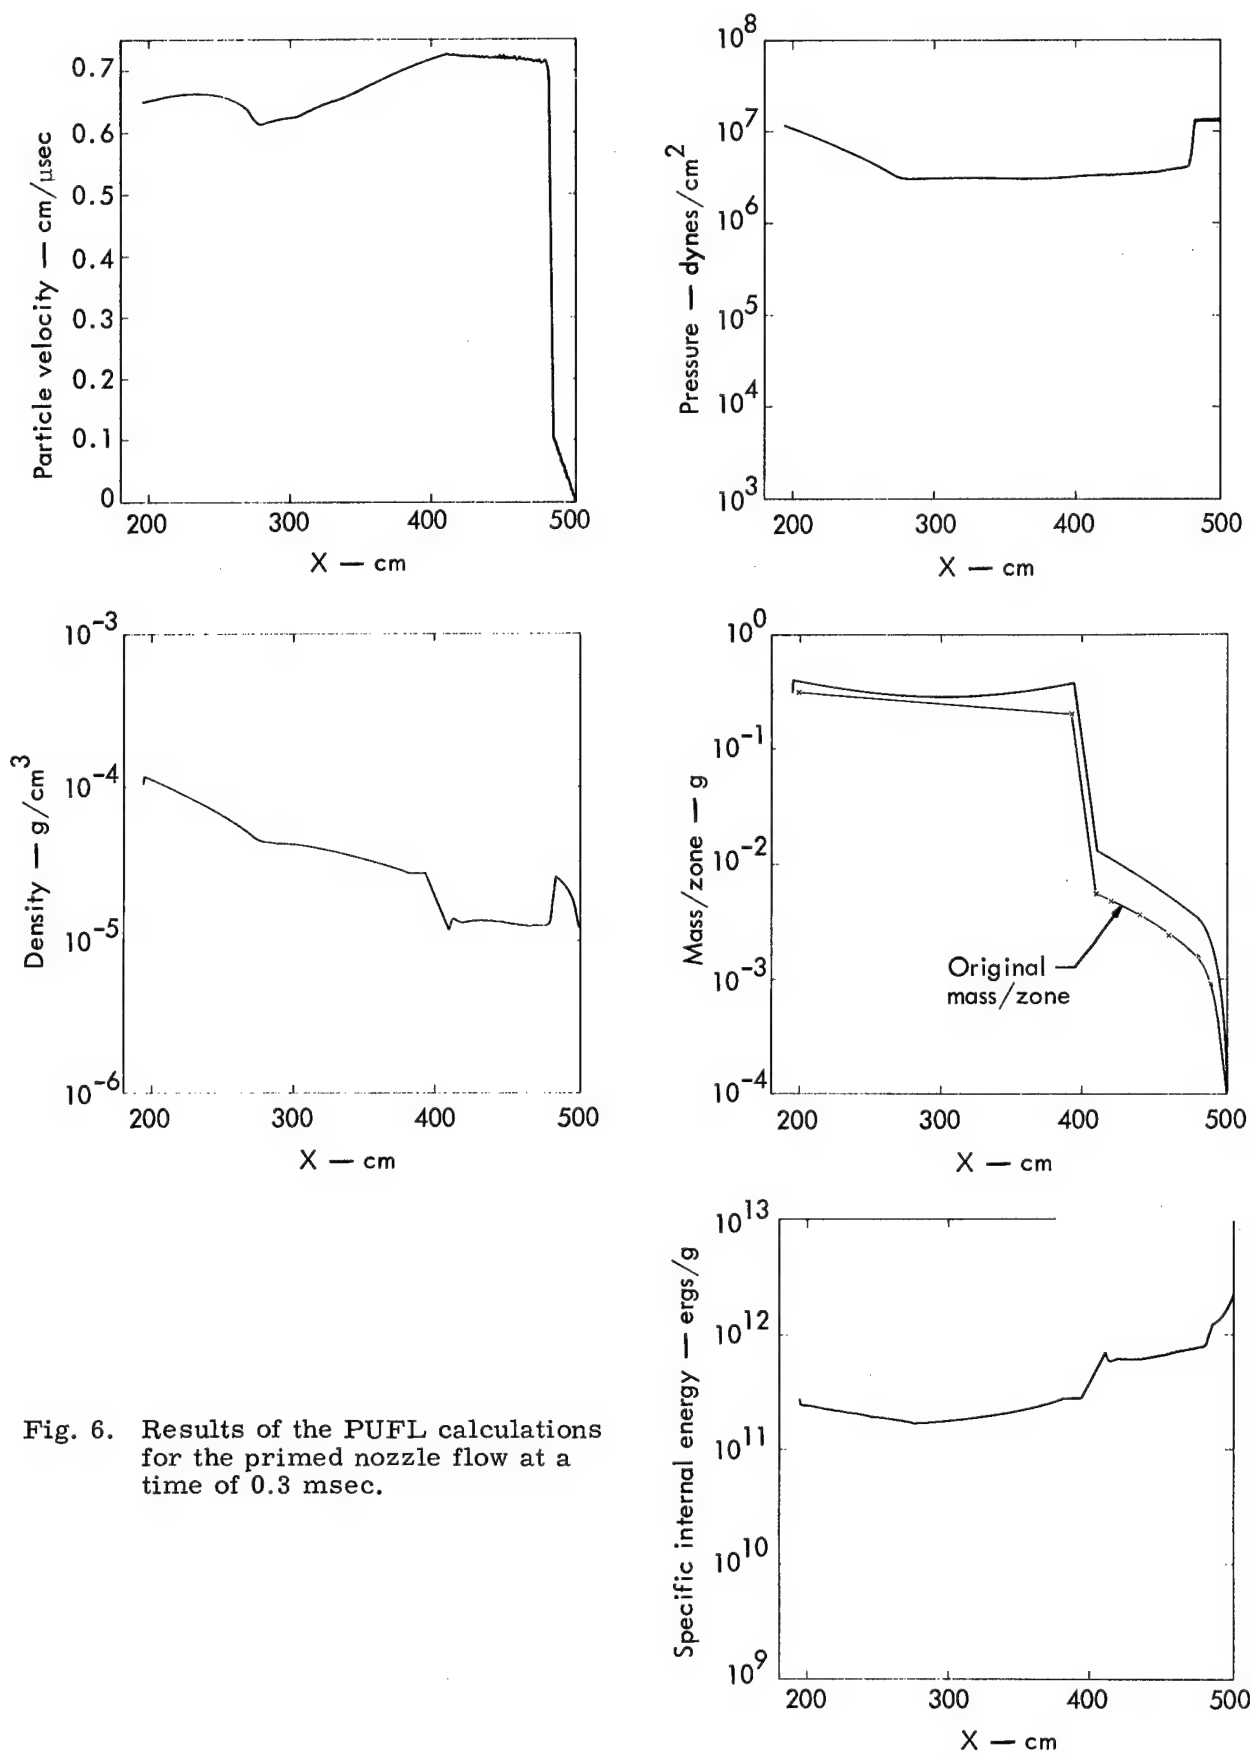 0.7
0.6
0.5
0.4
0.3
0.2
0.1
0
Particle velocity — cm/μsec
200 300 400 500
X — cm
10^8
10^7
10^6
10^5
10^4
10^3
Pressure — dynes/cm^2
200 300 400 500
X — cm
10^-3
10^-4
10^-5
10^-6
Density — g/cm^3
200 300 400 500
X — cm
10^0
10^-1
10^-2
10^-3
10^-4
Mass/zone — g
Original
mass/zone
200 300 400 500
X — cm
10^13
10^12
10^11
10^10
10^9
Specific internal energy — ergs/g
200 300 400 500
X — cm
Fig. 6. Results of the PUFL calculations
for the primed nozzle flow at a
time of 0.3 msec.